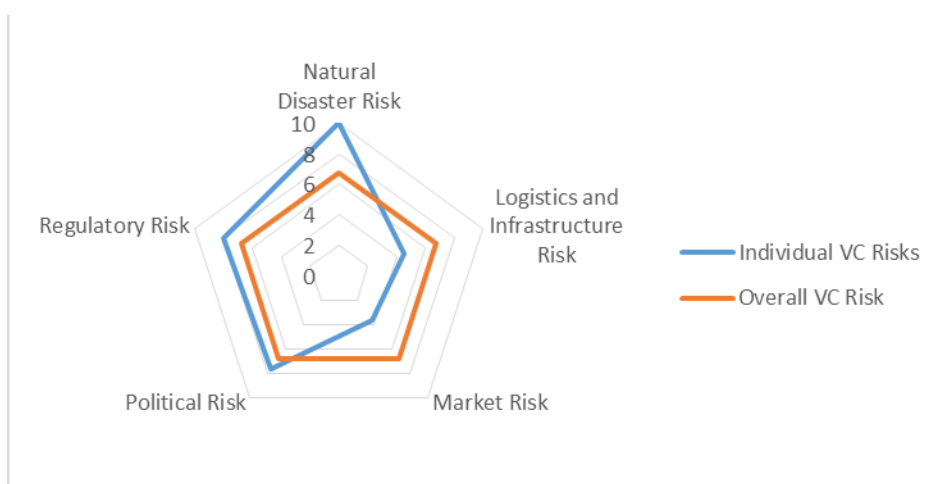 Natural
Disaster Risk
10
8
6
4
2
0
Logistics and
Infrastructure
Risk
Regulatory Risk
Individual VC Risks
Overall VC Risk
Political Risk
Market Risk